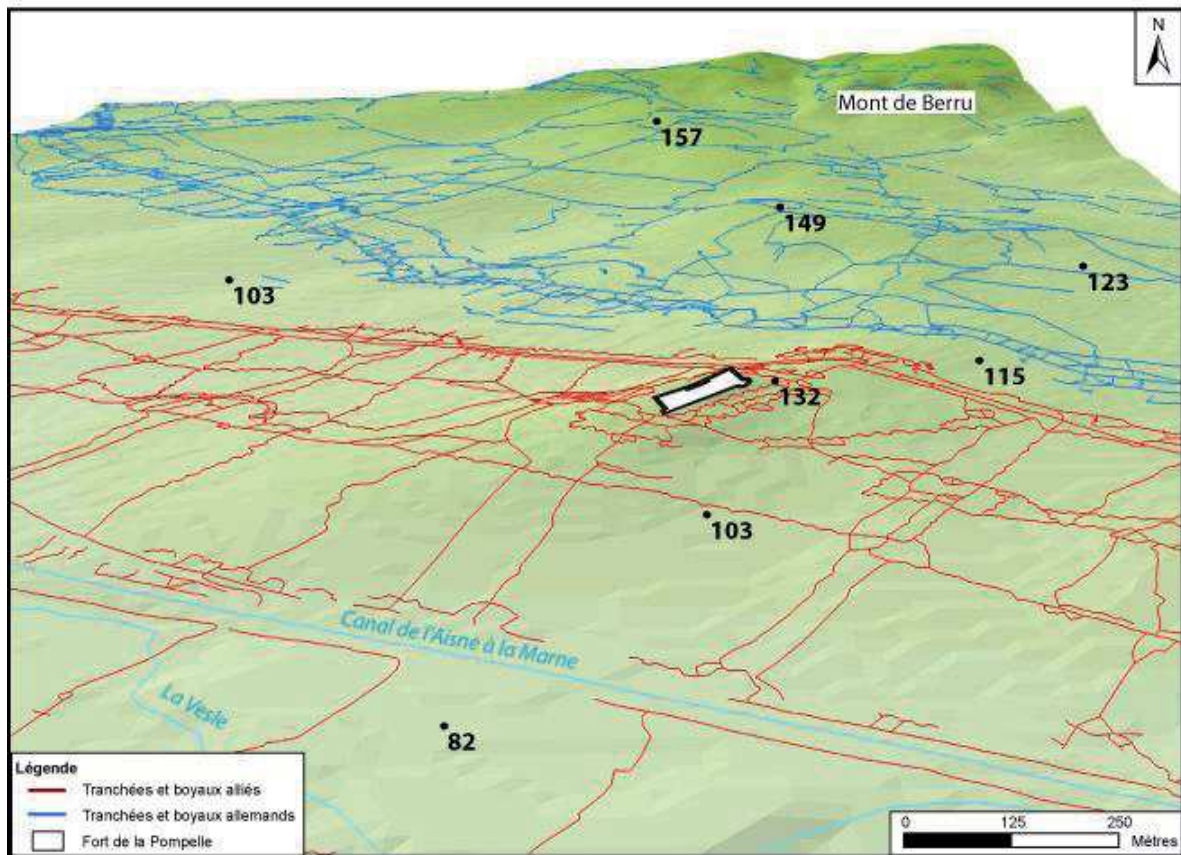 N
Mont de Berru
157
149
123
103
115
132
103
Canal de l'Aisne à la Marne
La Vesle
82
Légende
Tranchées et boyaux alliés
Tranchées et boyaux allemands
Fort de la Pompelle
0 125 250
Mètres